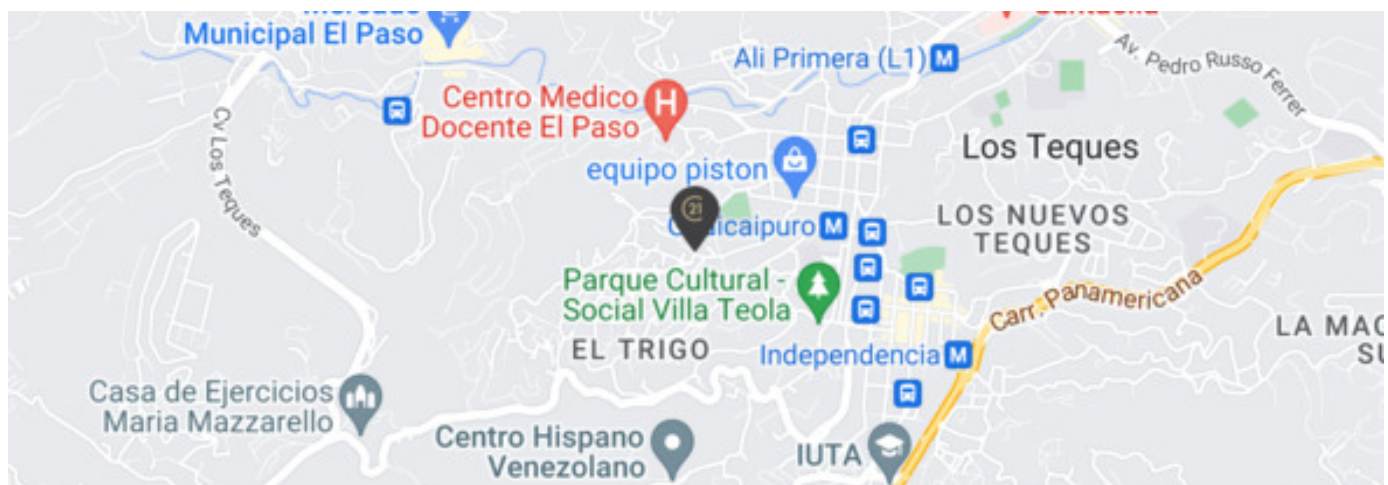 Municipal El Paso
Ali Primera (L1)
M
Av. Pedro Russo Ferrer
Centro Medico
Docente El Paso
H
Cv Los Teques
Los Teques
equipo piston
21
M
LOS NUEVOS
TEQUES
Parque Cultural -
Social Villa Teola
Carr. Panamericana
EL TRIGO
Independencia
M
Casa de Ejercicios
Maria Mazzarello
Centro Hispano
Venezolano
IUTA